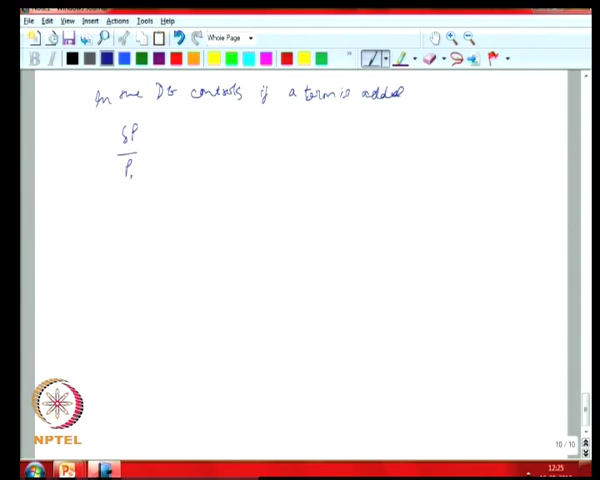 File Edit View Insert Actions Tools Help
Whole Page
B I
In one DG controls if a term is added
δP
P
NPTEL
10 / 10
12:25